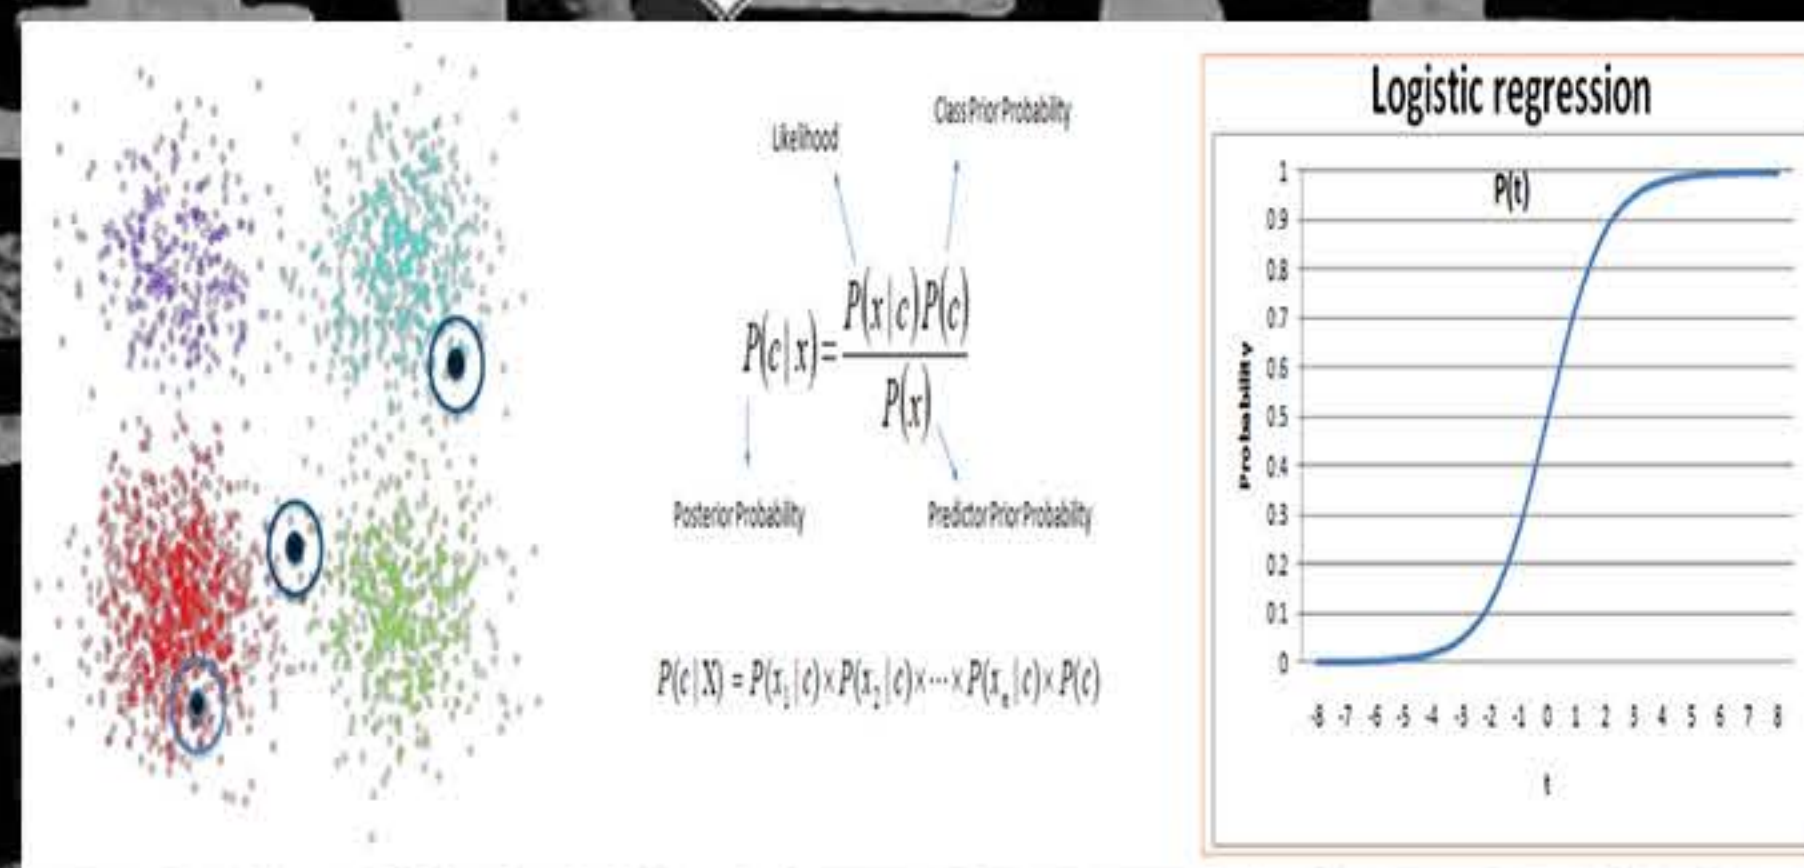 Likelihood
Class Prior Probability
P(c|x)=P(x|c)P(c)
P(x)
Posterior Probability
Predictor Prior Probability
P(c|X) = P(x₁|c)×P(x₂|c)×···×P(xₙ|c)×P(c)
Logistic regression
P(t)
Probability
1
0.9
0.8
0.7
0.6
0.5
0.4
0.3
0.2
0.1
0
-8 -7 -6 -5 -4 -3 -2 -1 0 1 2 3 4 5 6 7 8
t